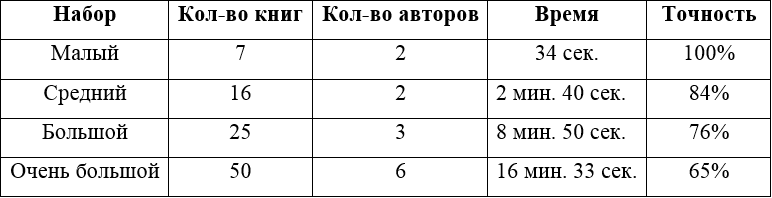 Набор Кол-во книг Кол-во авторов Время Точность
Малый 7 2 34 сек. 100%
Средний 16 2 2 мин. 40 сек. 84%
Большой 25 3 8 мин. 50 сек. 76%
Очень большой 50 6 16 мин. 33 сек. 65%